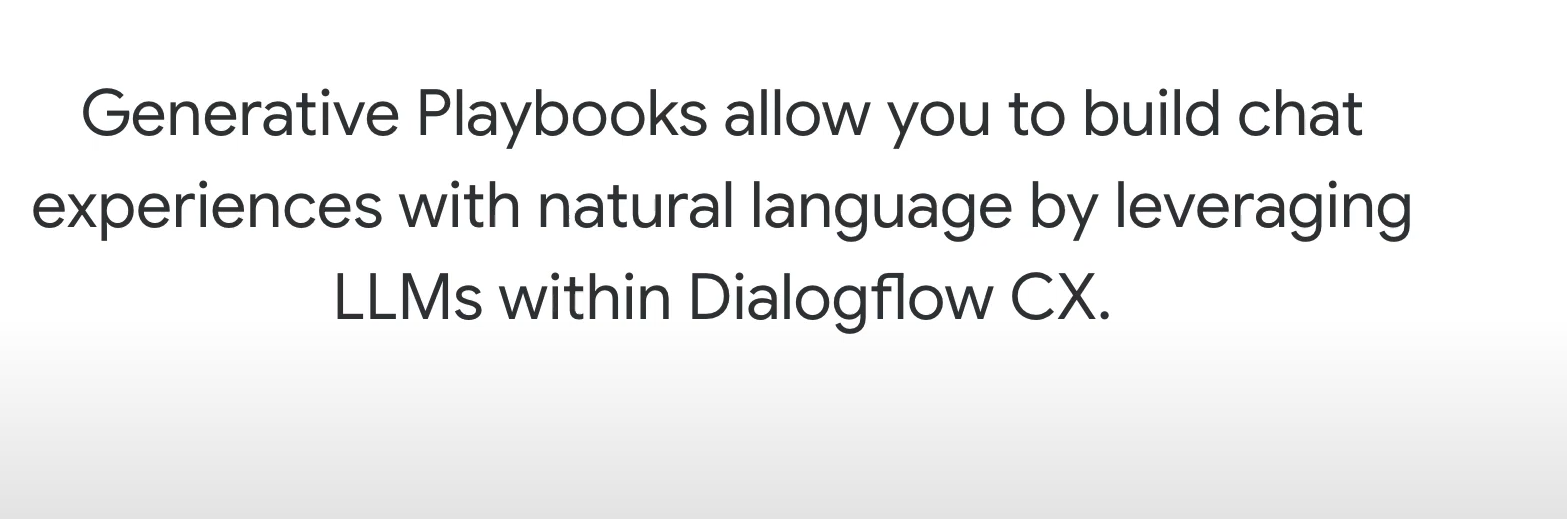 Generative Playbooks allow you to build chat
experiences with natural language by leveraging
LLMs within Dialogflow CX.